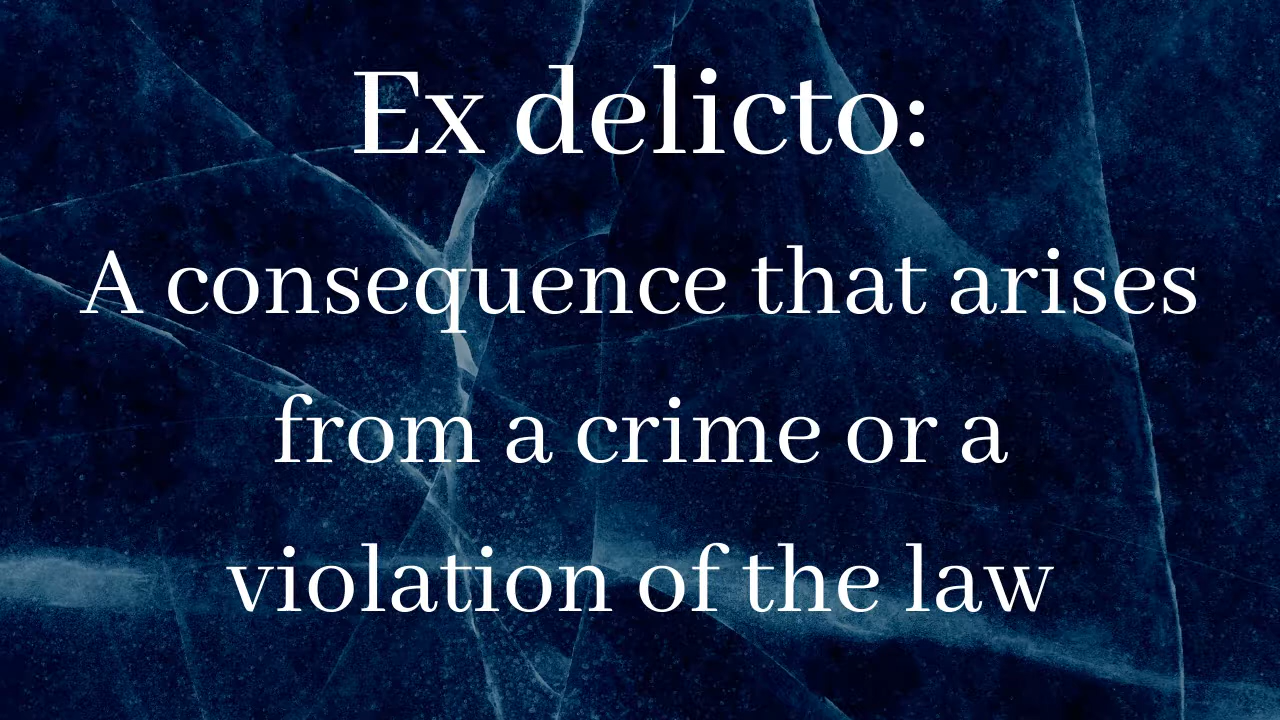 Ex delicto:
A consequence that arises
from a crime or a
violation of the law